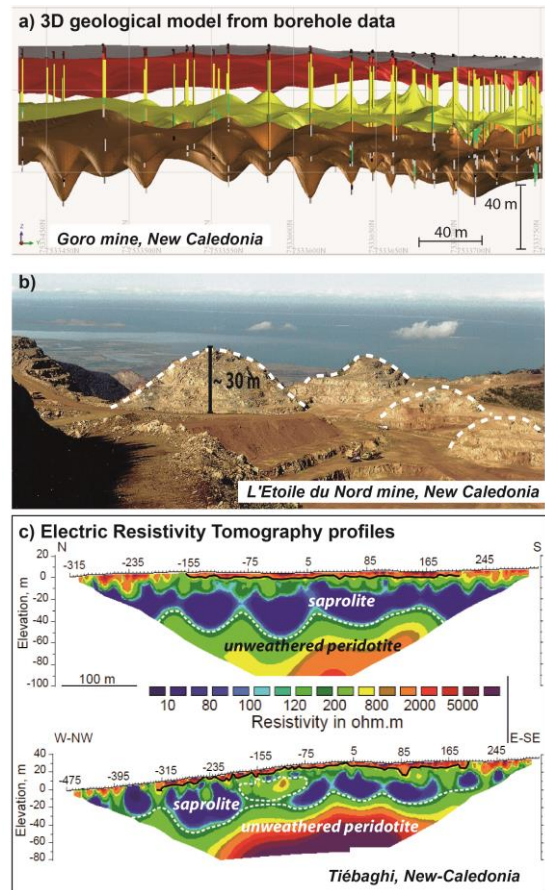 a) 3D geological model from borehole data
40 m
40 m
Goro mine, New Caledonia
b)
~ 30 m
L'Etoile du Nord mine, New Caledonia
c) Electric Resistivity Tomography profiles
N S
-315 -235 -155 -75 5 85 165 245
Elevation, m
20
0
-20
-40
-60
-80
-100
saprolite
unweathered peridotite
100 m
10 80 100 120 200 800 2000 5000
Resistivity in ohm.m
W-NW E-SE
-475 -395 -315 -235 -155 -75 5 85 165 245
Elevation, m
40
20
0
-20
-40
-60
-80
saprolite
unweathered peridotite
Tiébaghi, New-Caledonia